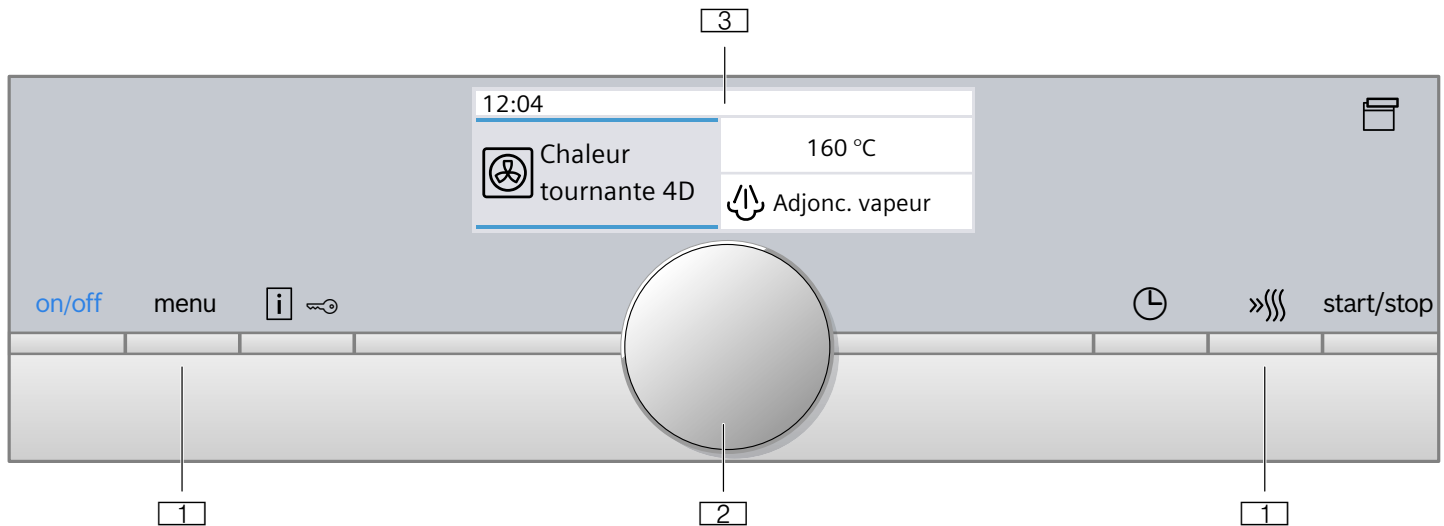 3
12:04
Chaleur
tournante 4D
160 °C
Adjonc. vapeur
on/off
menu
i
start/stop
1
2
1